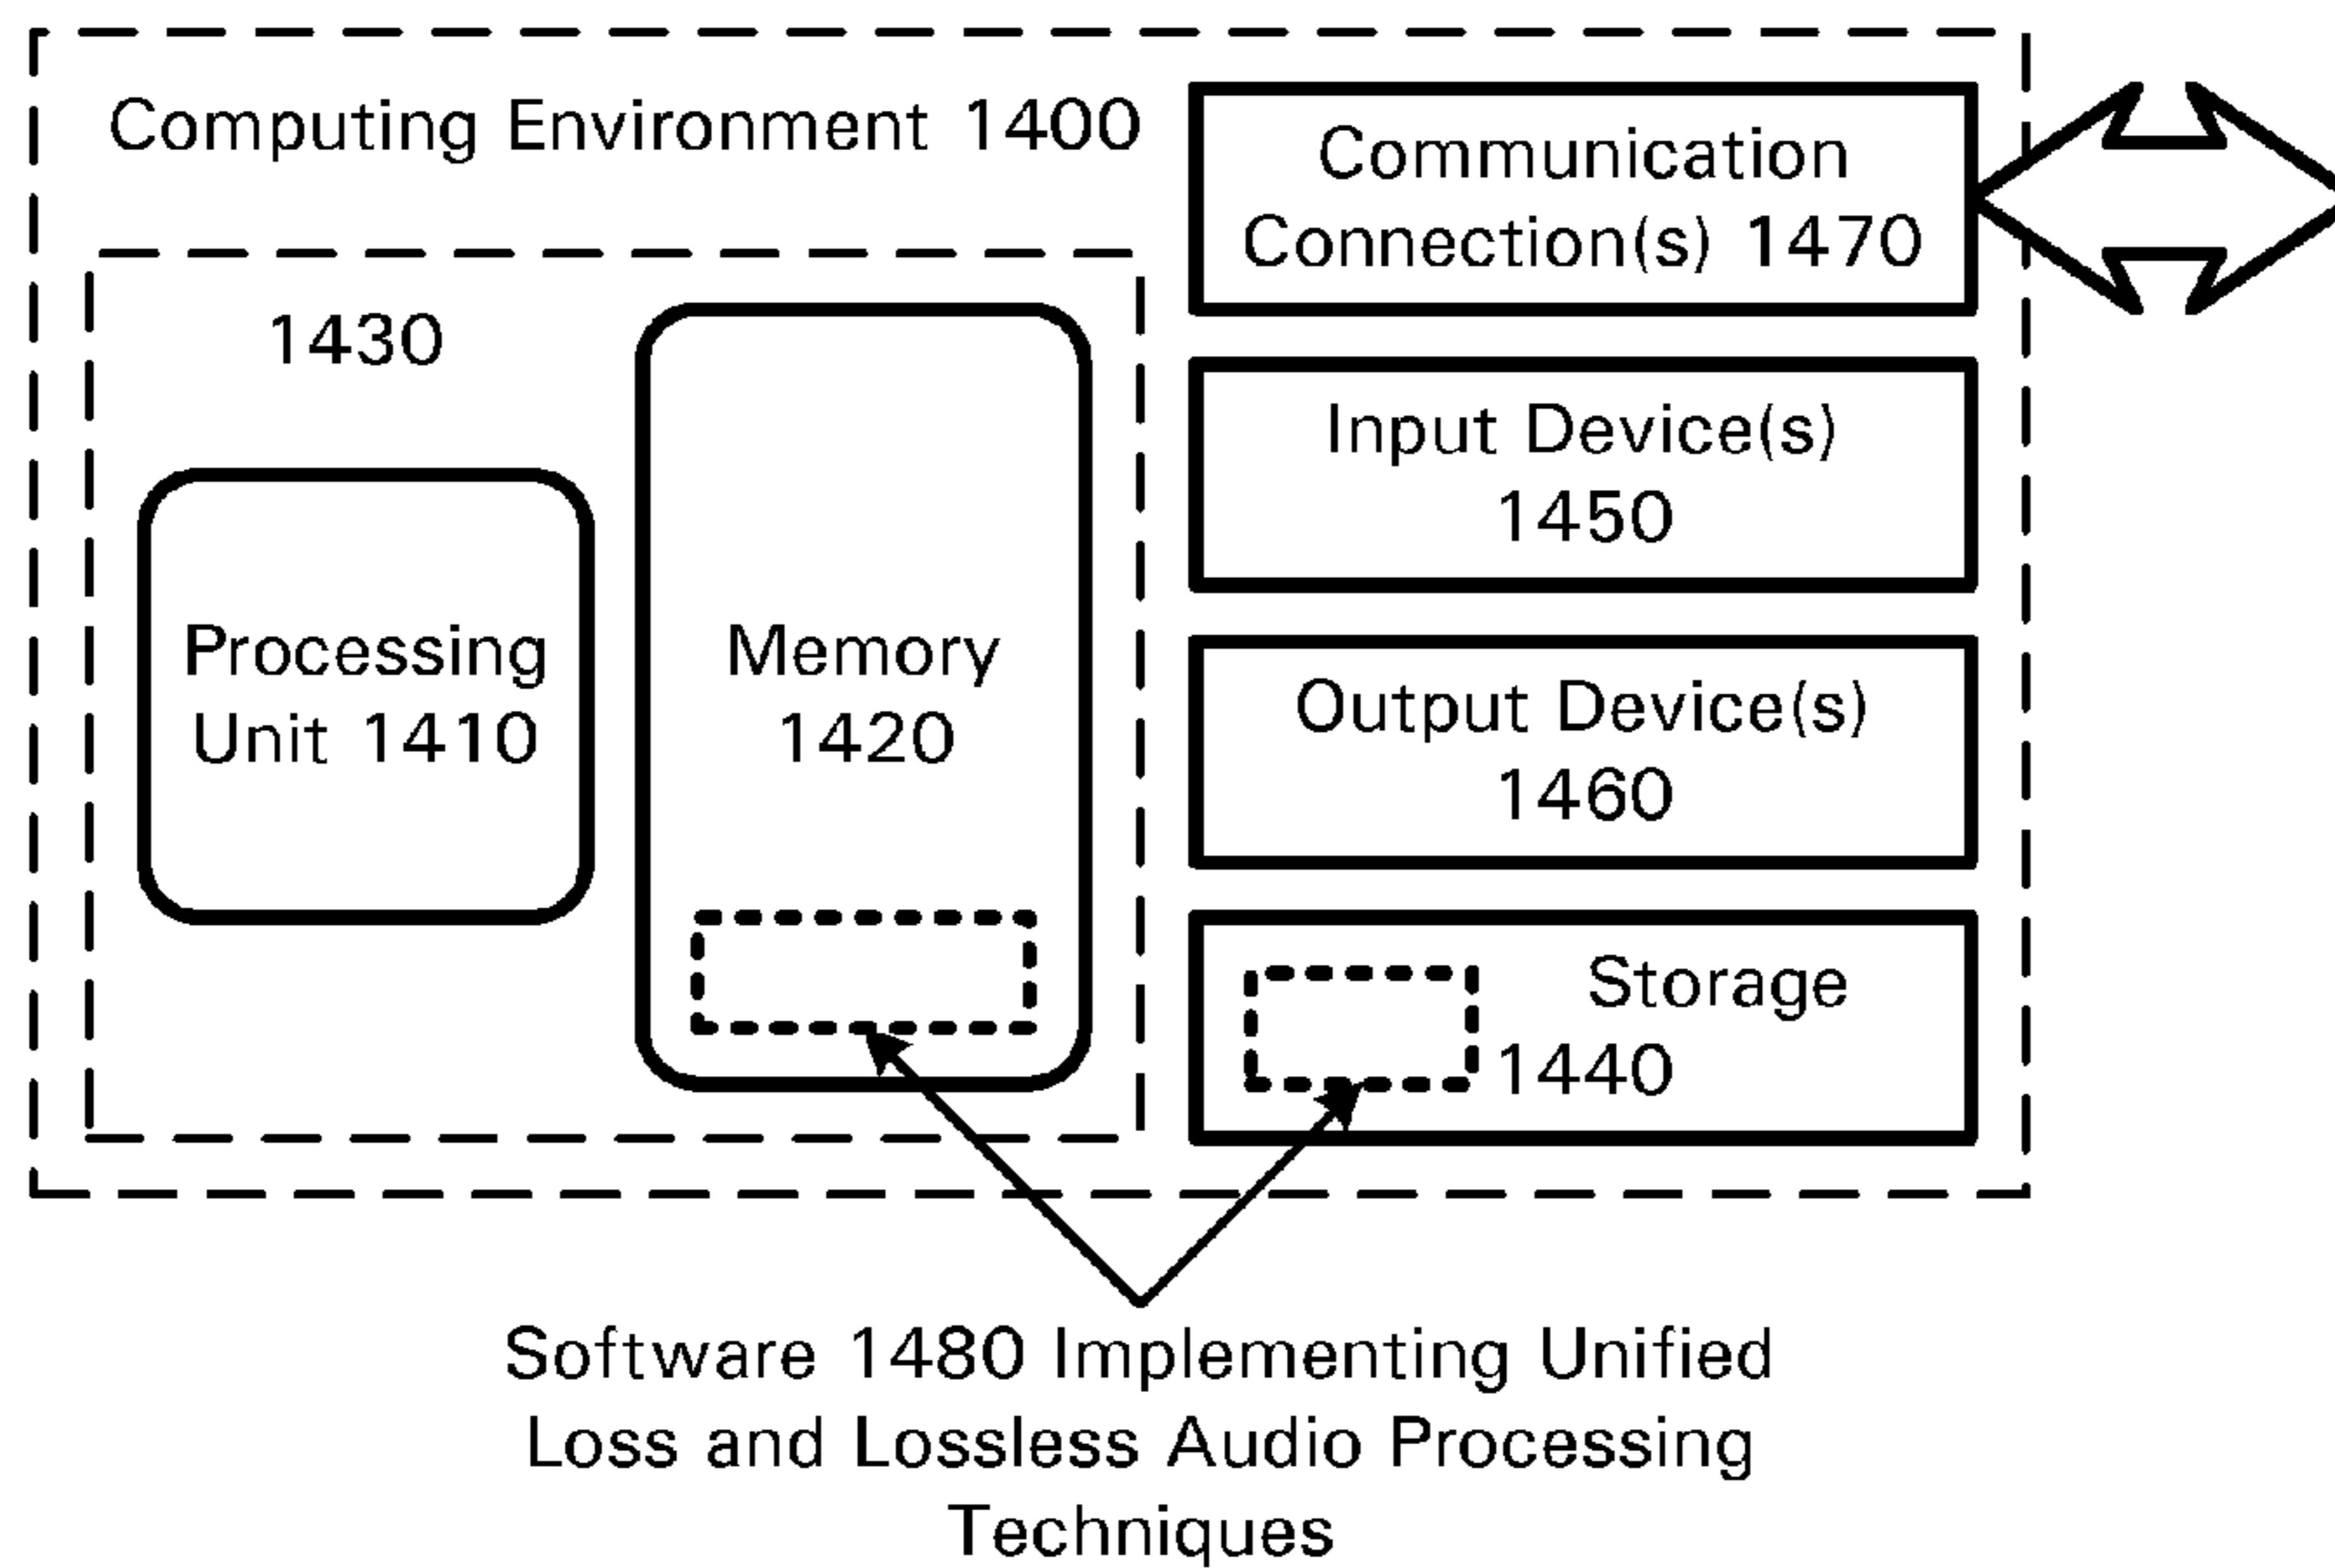 Computing Environment 1400
1430
Processing
Unit 1410
Memory
1420
Communication
Connection(s) 1470
Input Device(s)
1450
Output Device(s)
1460
Storage
1440
Software 1480 Implementing Unified
Loss and Lossless Audio Processing
Techniques